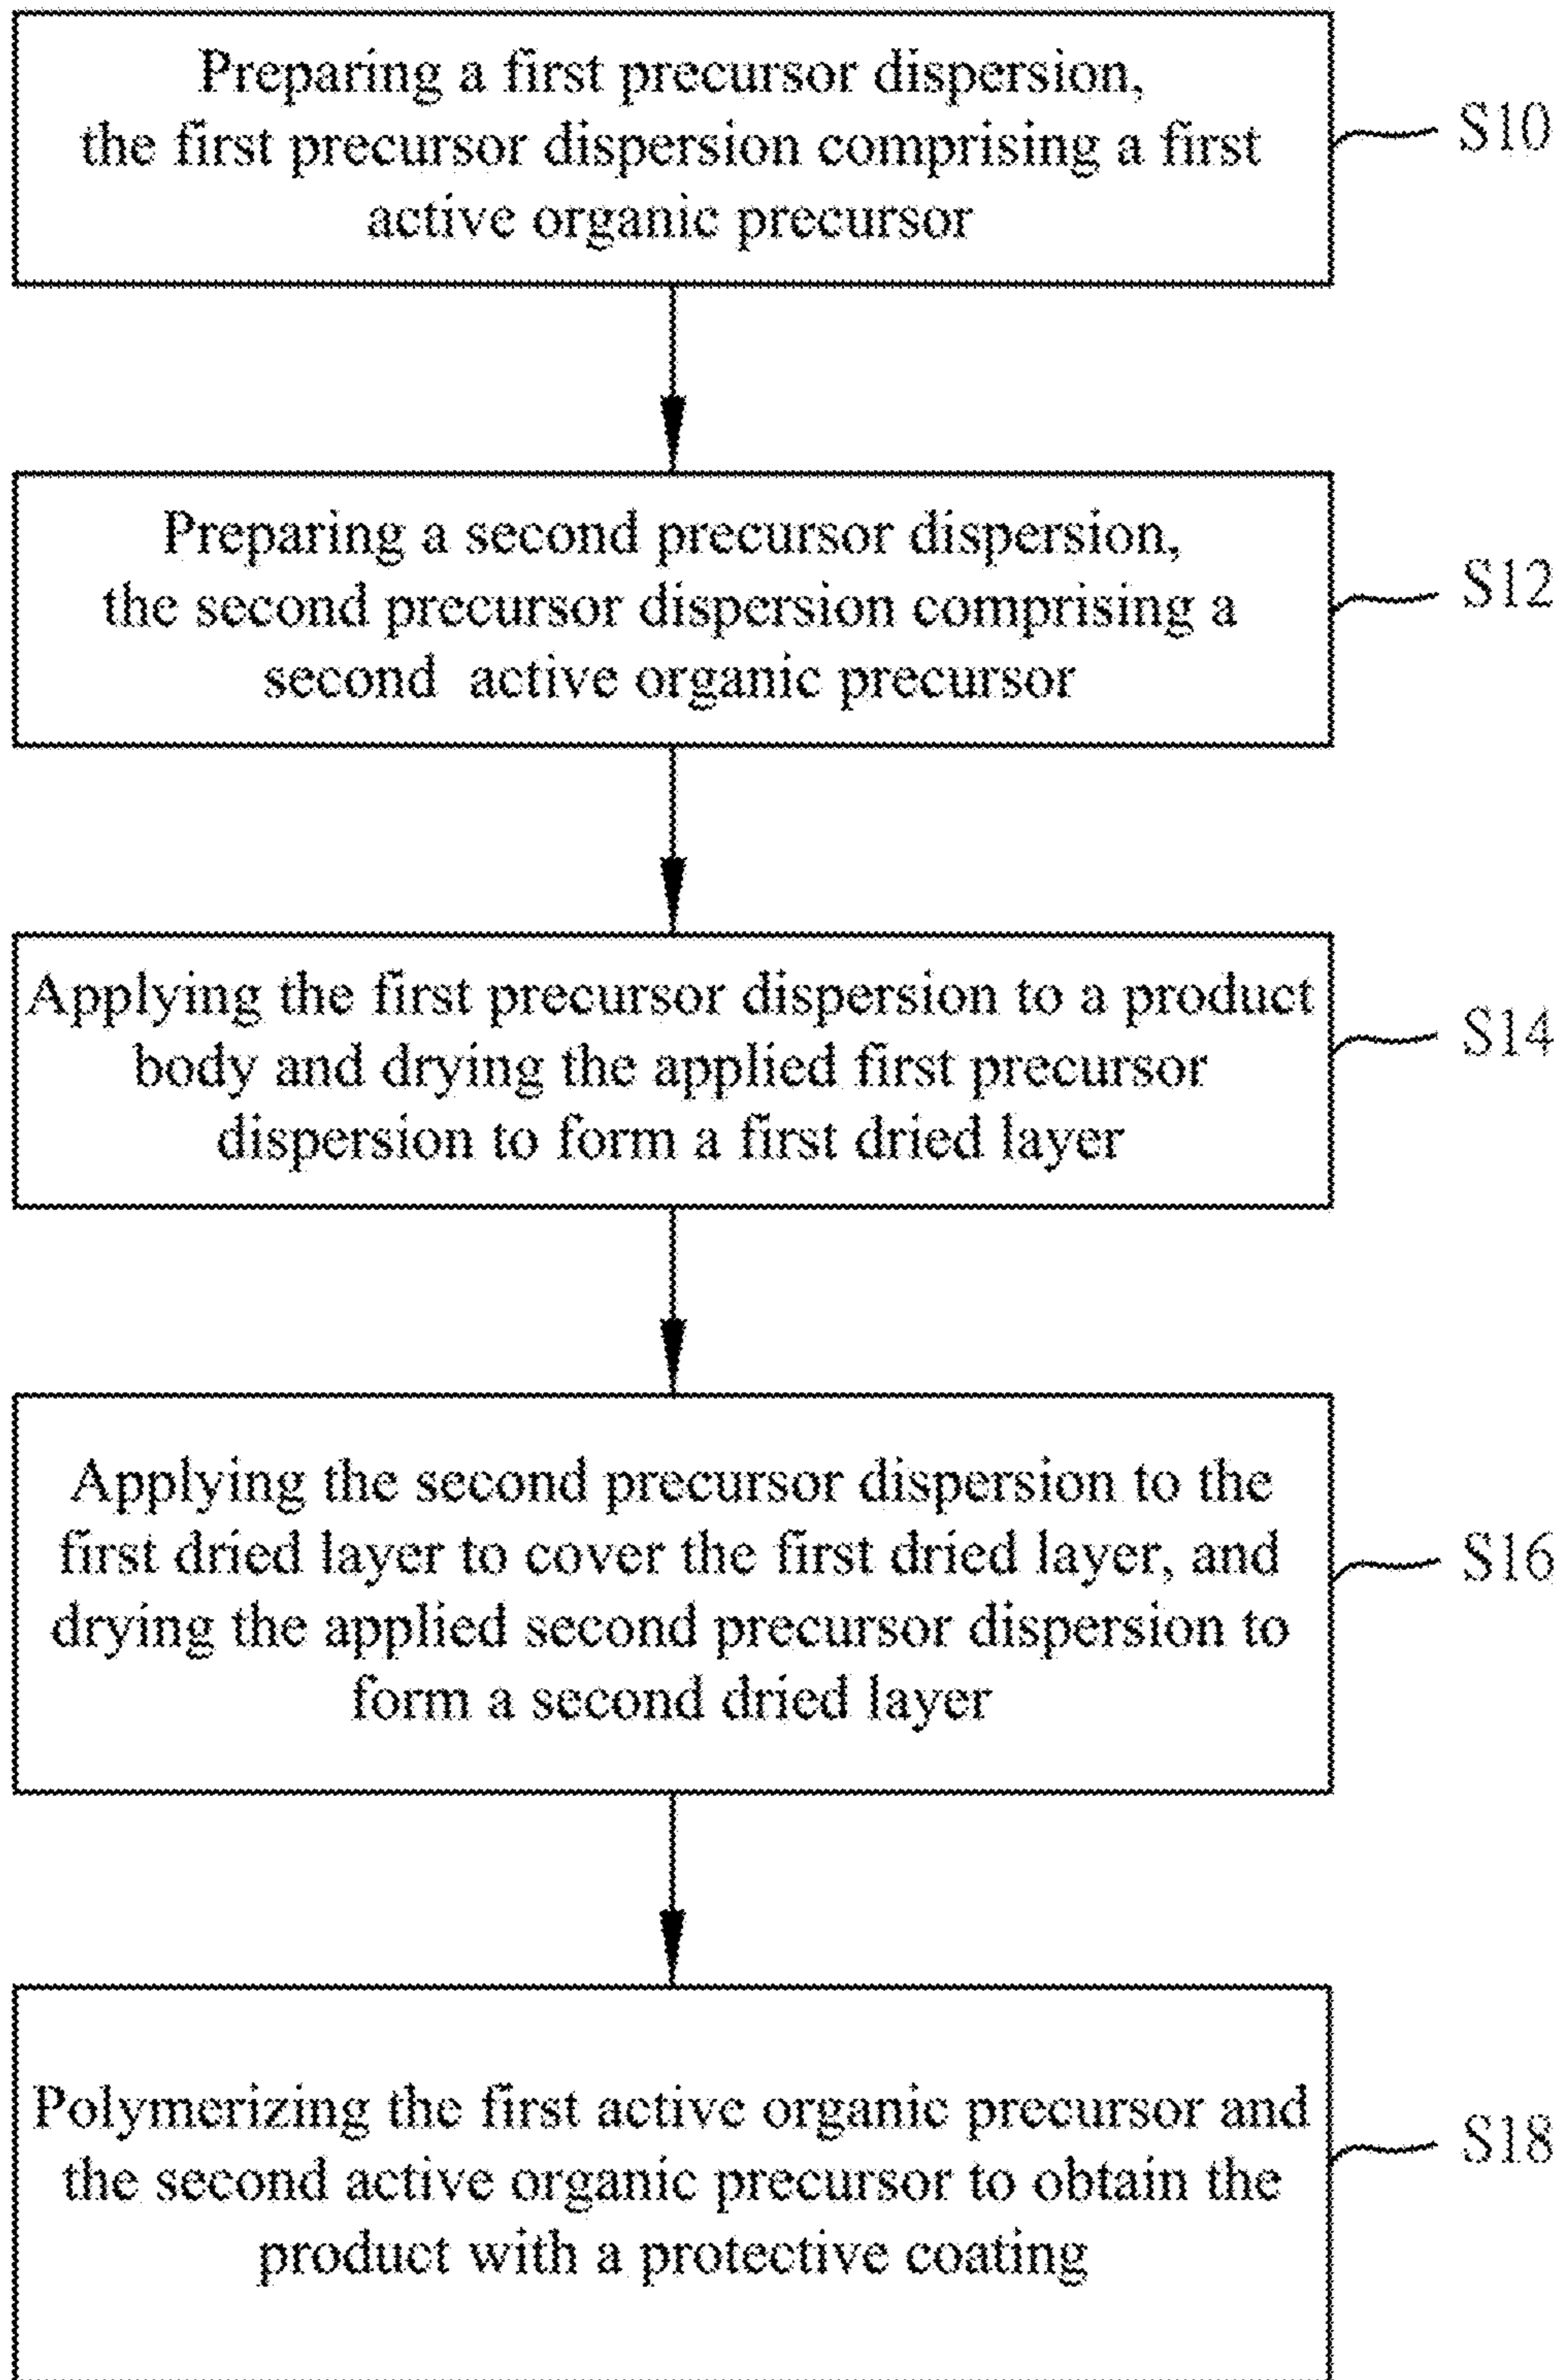 Preparing a first precursor dispersion,
the first precursor dispersion comprising a first
active organic precursor
S10
Preparing a second precursor dispersion,
the second precursor dispersion comprising a
second active organic precursor
S12
Applying the first precursor dispersion to a product
body and drying the applied first precursor
dispersion to form a first dried layer
S14
Applying the second precursor dispersion to the
first dried layer to cover the first dried layer, and
drying the applied second precursor dispersion to
form a second dried layer
S16
Polymerizing the first active organic precursor and
the second active organic precursor to obtain the
product with a protective coating
S18